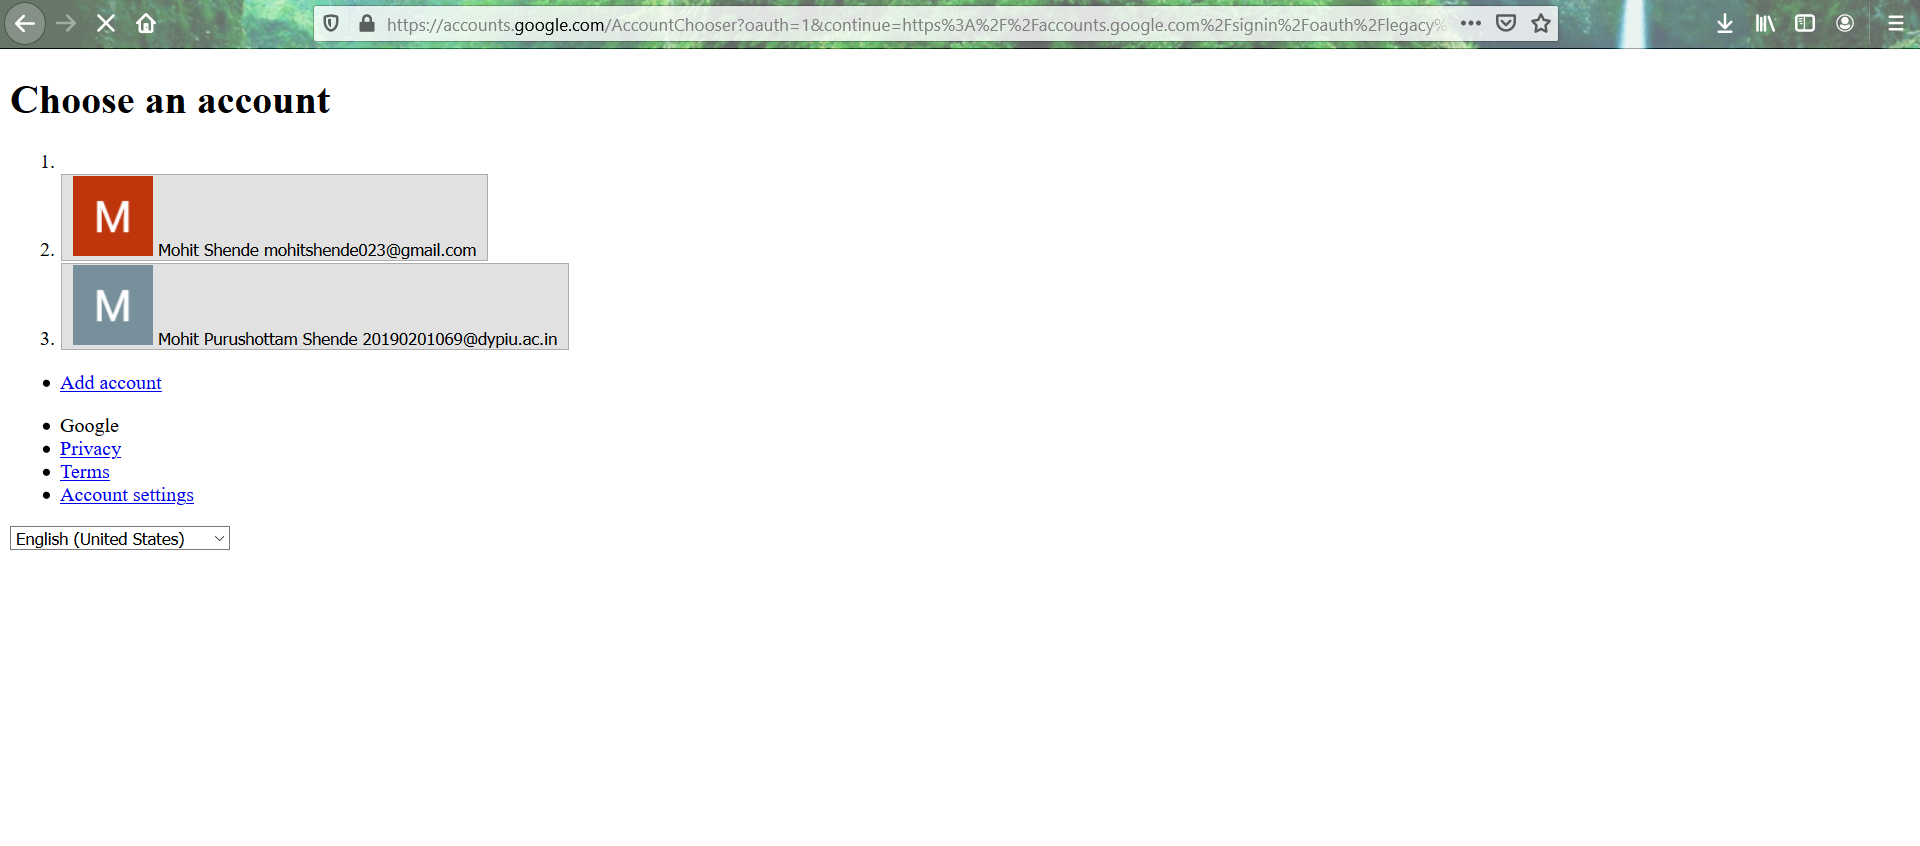 https://accounts.google.com/AccountChooser?oauth=1&continue=https%3A%2F%2Faccounts.google.com%2Fsignin%2Foauth%2Flegacy%
Choose an account
1.
M
2. Mohit Shende mohitshende023@gmail.com
M
3. Mohit Purushottam Shende 20190201069@dypiu.ac.in
• Add account
• Google
• Privacy
• Terms
• Account settings
English (United States)